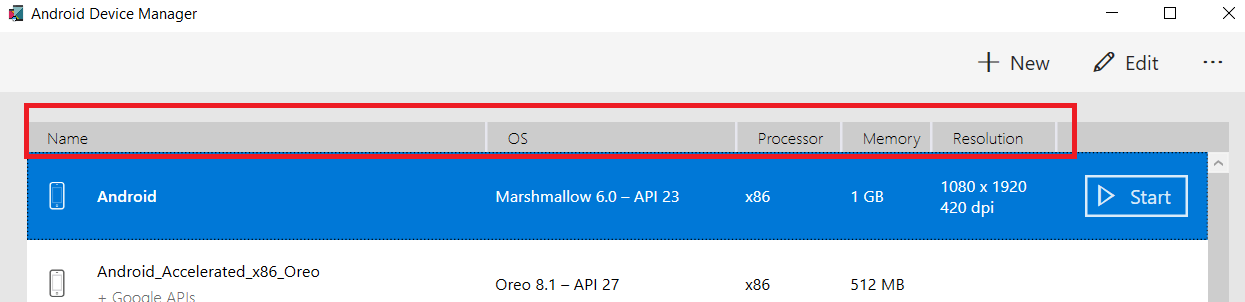 Android Device Manager
New Edit ...
Name OS Processor Memory Resolution
Android Marshmallow 6.0 – API 23 x86 1 GB 1080 x 1920 Start
420 dpi
Android_Accelerated_x86_Oreo Oreo 8.1 – API 27 x86 512 MB
+ Google APIs